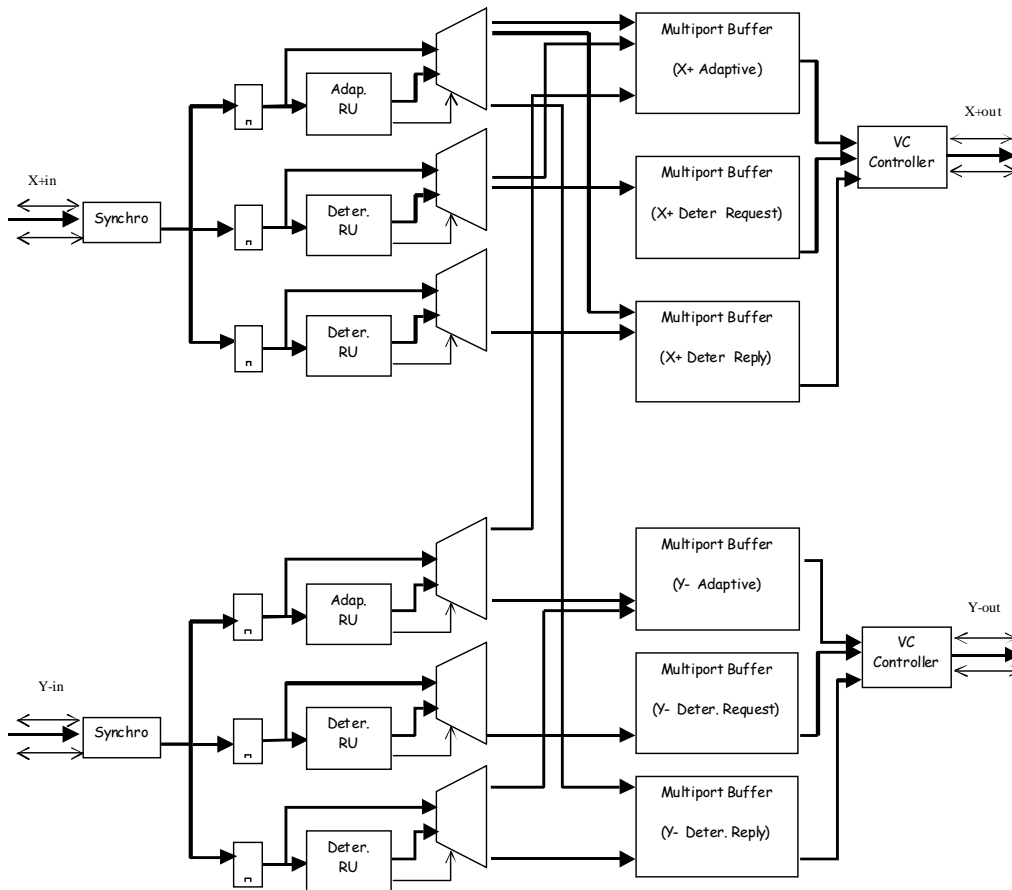 Multiport Buffer
(X+ Adaptive)
Adap.
RU
X+out
VC
Controller
Multiport Buffer
(X+ Deter Request)
X+in
Synchro
Deter.
RU
Multiport Buffer
(X+ Deter Reply)
Deter.
RU
Multiport Buffer
(Y- Adaptive)
Adap.
RU
Y-out
VC
Controller
Multiport Buffer
(Y- Deter. Request)
Y-in
Synchro
Deter.
RU
Multiport Buffer
(Y- Deter. Reply)
Deter.
RU